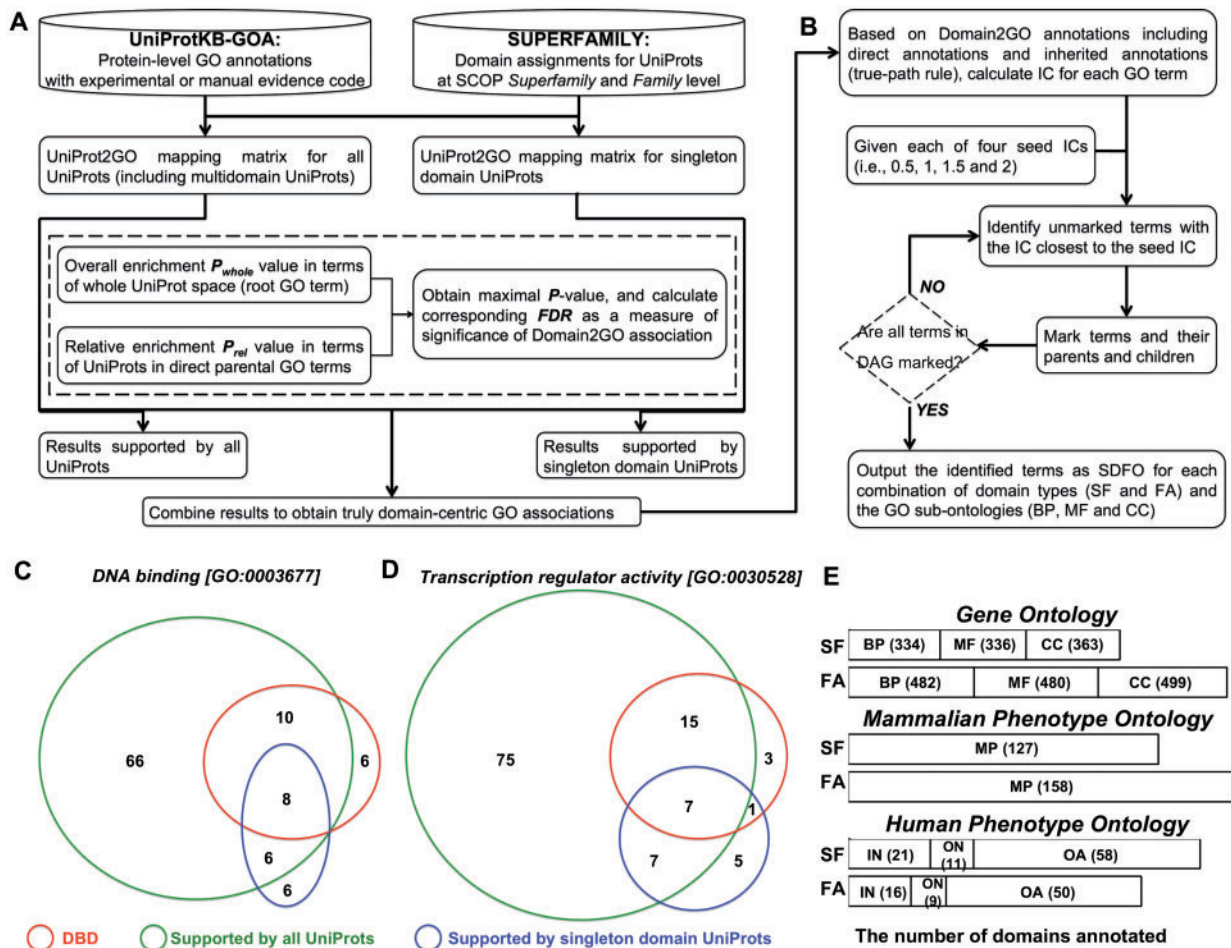 A
UniProtKB-GOA:
Protein-level GO annotations
with experimental or manual evidence code
SUPERFAMILY:
Domain assignments for UniProts
at SCOP Superfamily and Family level
UniProt2GO mapping matrix for all
UniProts (including multidomain UniProts)
UniProt2GO mapping matrix for singleton
domain UniProts
Overall enrichment Pwhole value in terms
of whole UniProt space (root GO term)
Relative enrichment Prel value in terms
of UniProts in direct parental GO terms
Obtain maximal P-value, and calculate
corresponding FDR as a measure of
significance of Domain2GO association
Results supported by all
UniProts
Results supported by
singleton domain UniProts
Combine results to obtain truly domain-centric GO associations
B
Based on Domain2GO annotations including
direct annotations and inherited annotations
(true-path rule), calculate IC for each GO term
Given each of four seed ICs
(i.e., 0.5, 1, 1.5 and 2)
Identify unmarked terms with
the IC closest to the seed IC
NO
Are all terms in
DAG marked?
Mark terms and their
parents and children
YES
Output the identified terms as SDFO for each
combination of domain types (SF and FA) and
the GO sub-ontologies (BP, MF and CC)
C
DNA binding [GO:0003677]
10
66
6
8
6
6
D
Transcription regulator activity [GO:0030528]
15
75
3
7
1
7
5
DBD
Supported by all UniProts
Supported by singleton domain UniProts
E
Gene Ontology
SF BP (334) MF (336) CC (363)
FA BP (482) MF (480) CC (499)
Mammalian Phenotype Ontology
SF MP (127)
FA MP (158)
Human Phenotype Ontology
SF IN (21) ON (11) OA (58)
FA IN (16) ON (9) OA (50)
The number of domains annotated